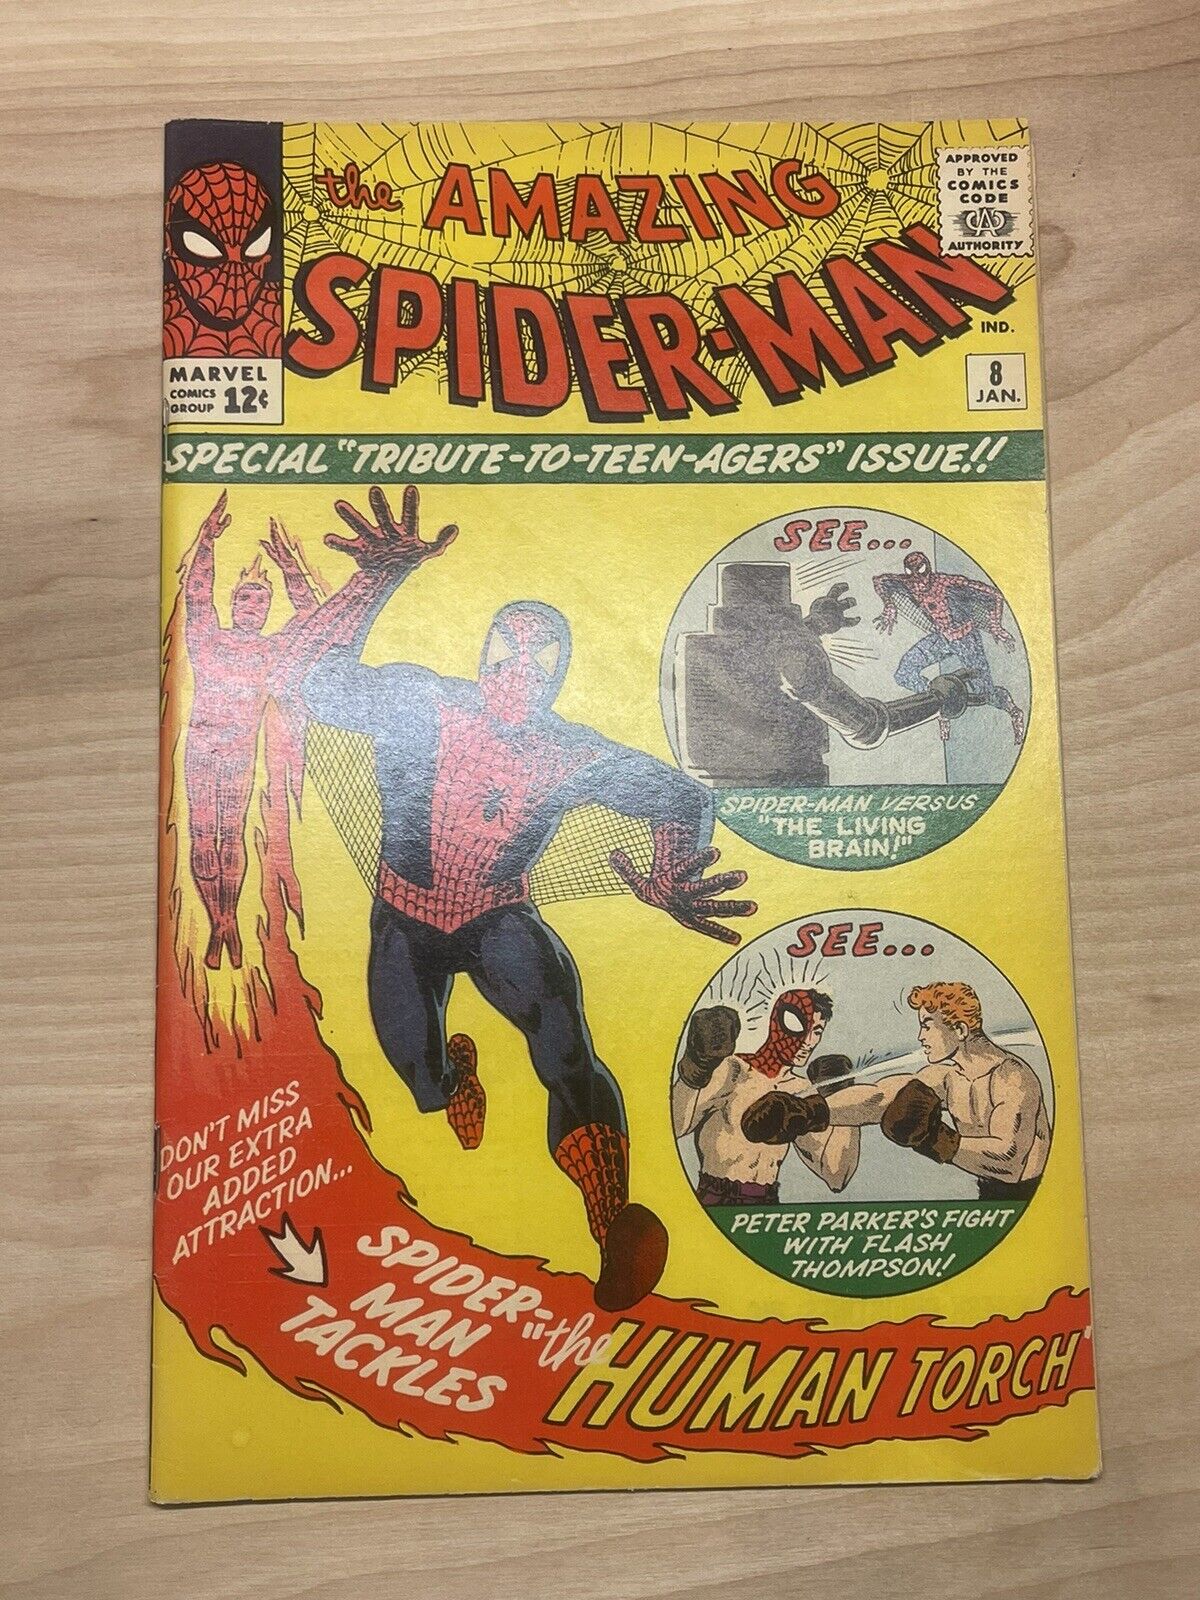 the AMAZING
SPIDER-MAN
APPROVED
BY THE
COMICS
CODE
CA
AUTHORITY
IND.
8
JAN.
MARVEL
COMICS
GROUP 12¢
SPECIAL "TRIBUTE-TO-TEEN-AGERS" ISSUE!!
SEE...
SPIDER-MAN VERSUS
"THE LIVING
BRAIN!"
SEE...
PETER PARKER'S FIGHT
WITH FLASH
THOMPSON!
DON'T MISS
OUR EXTRA
ADDED
ATTRACTION...
SPIDER-
MAN
TACKLES
"the HUMAN TORCH"